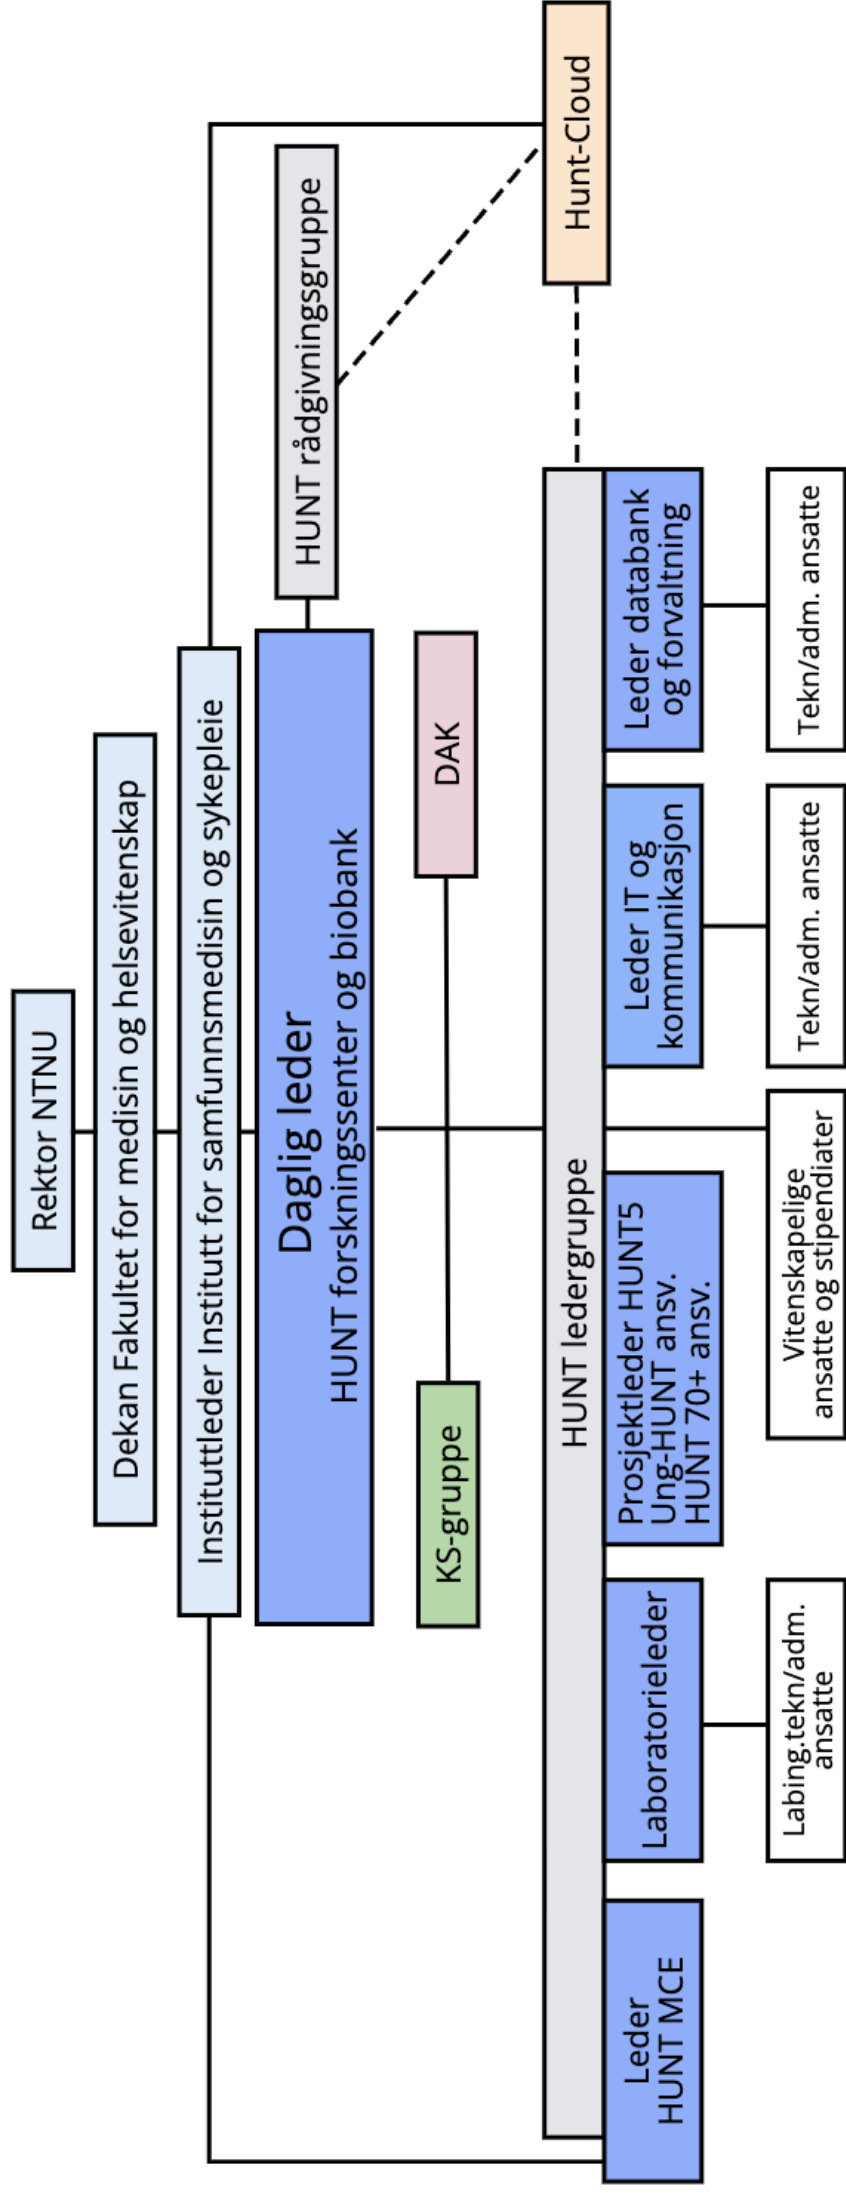 Rektor NTNU
Dekan Fakultet for medisin og helsevitenskap
Instituttleder Institutt for samfunnsmedisin og sykepleie
Daglig leder
HUNT forskningssenter og biobank
HUNT rådgivningsgruppe
KS-gruppe
DAK
HUNT ledergruppe
Hunt-Cloud
Leder
HUNT MCE
Laboratorieleder
Prosjektleder HUNT5
Ung-HUNT ansv.
HUNT 70+ ansv.
Leder IT og
kommunikasjon
Leder databank
og forvaltning
Labing.tekn/adm.
ansatte
Vitenskapelige
ansatte og stipendiater
Tekn/adm. ansatte
Tekn/adm. ansatte